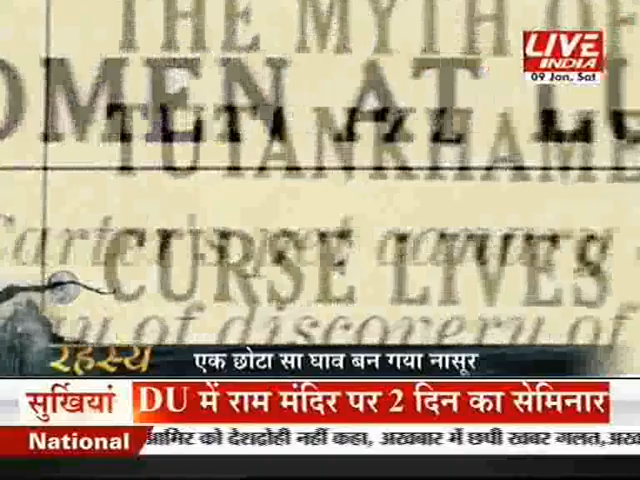 THE MYTH OF
LIVE
INDIA
09 Jan, Sat
OMEN AT LU
TUTANKHAME
CURSE LIVES
of discovery of
रहस्य
एक छोटा सा घाव बन गया नासूर
सुर्खियां
DU में राम मंदिर पर 2 दिन का सेमिनार
National
आमिर को देशद्रोही नहीं कहा, अखबार में छपी खबर गलत,अख